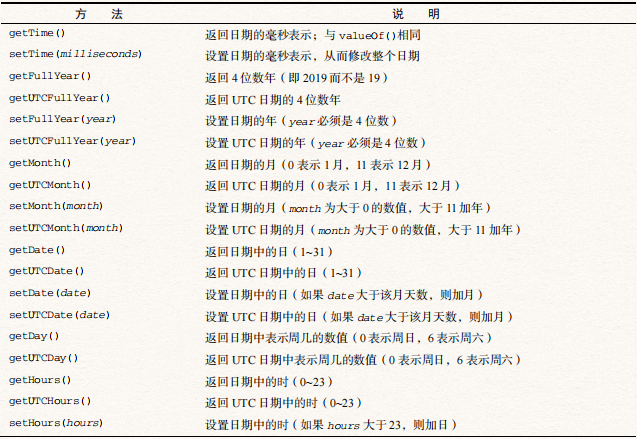 方 法 说 明
getTime() 返回日期的毫秒表示；与 valueOf()相同
setTime(milliseconds) 设置日期的毫秒表示，从而修改整个日期
getFullYear() 返回 4 位数年（即 2019 而不是 19）
getUTCFullYear() 返回 UTC 日期的 4 位数年
setFullYear(year) 设置日期的年（year 必须是 4 位数）
setUTCFullYear(year) 设置 UTC 日期的年（year 必须是 4 位数）
getMonth() 返回日期的月（0 表示 1 月，11 表示 12 月）
getUTCMonth() 返回 UTC 日期的月（0 表示 1 月，11 表示 12 月）
setMonth(month) 设置日期的月（month 为大于 0 的数值，大于 11 加年）
setUTCMonth(month) 设置 UTC 日期的月（month 为大于 0 的数值，大于 11 加年）
getDate() 返回日期中的日（1~31）
getUTCDate() 返回 UTC 日期中的日（1~31）
setDate(date) 设置日期中的日（如果 date 大于该月天数，则加月）
setUTCDate(date) 设置 UTC 日期中的日（如果 date 大于该月天数，则加月）
getDay() 返回日期中表示周几的数值（0 表示周日，6 表示周六）
getUTCDay() 返回 UTC 日期中表示周几的数值（0 表示周日，6 表示周六）
getHours() 返回日期中的时（0~23）
getUTCHours() 返回 UTC 日期中的时（0~23）
setHours(hours) 设置日期中的时（如果 hours 大于 23，则加日）